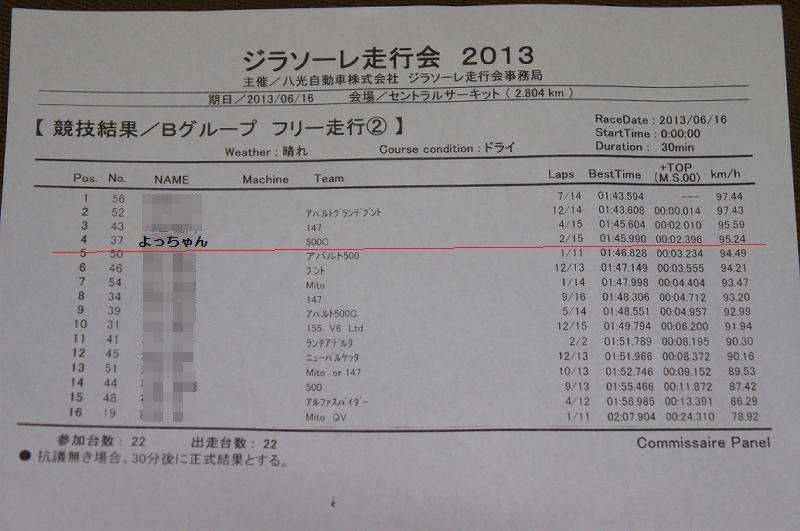 ジラソーレ走行会 2013
主催/八光自動車株式会社 ジラソーレ走行会事務局
期日/2013/06/16 会場/セントラルサーキット ( 2.804 km )
【 競技結果/Bグループ フリー走行② 】
RaceDate : 2013/06/16
StartTime : 0:00:00
Duration : 30min
Weather : 晴れ Course condition : ドライ
Pos. No. NAME Machine Team Laps BestTime +TOP (M.S.00) km/h
1 56 7/14 01:43.594 --- 97.44
2 52 アバルトグランデプント 12/14 01:43.608 00:00.014 97.43
3 43 147 4/15 01:45.604 00:02.010 95.59
4 37 よっちゃん 500C 2/15 01:45.990 00:02.396 95.24
5 50 アバルト500 1/11 01:46.828 00:03.234 94.49
6 46 プント 12/13 01:47.149 00:03.555 94.21
7 54 Mito 1/14 01:47.998 00:04.404 93.47
8 34 147 9/16 01:48.306 00:04.712 93.20
9 39 アバルト500C 5/14 01:48.551 00:04.957 92.99
10 31 155 V6 Ltd 12/15 01:49.794 00:06.200 91.94
11 41 ランチアデルタ 2/2 01:51.789 00:08.195 90.30
12 45 ニューバルケッタ 12/13 01:51.966 00:08.372 90.16
13 51 Mito or 147 10/13 01:52.746 00:09.152 89.53
14 44 500 9/13 01:55.466 00:11.872 87.42
15 48 アルファスパイダー 4/12 01:56.985 00:13.391 86.29
16 19 Mito QV 1/11 02:07.904 00:24.310 78.92
参加台数 : 22 出走台数 : 22
Commissaire Panel
● 抗議無き場合、30分後に正式結果とする。